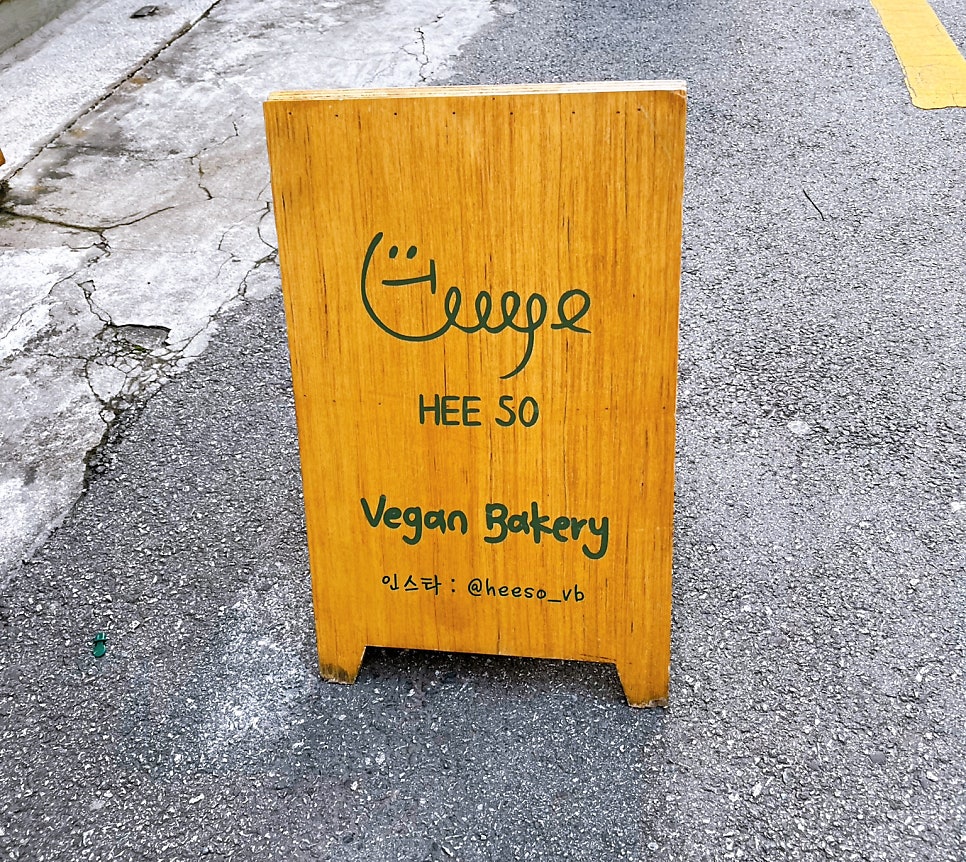 HEE SO
Vegan Bakery
인스타 : @heeso_vb